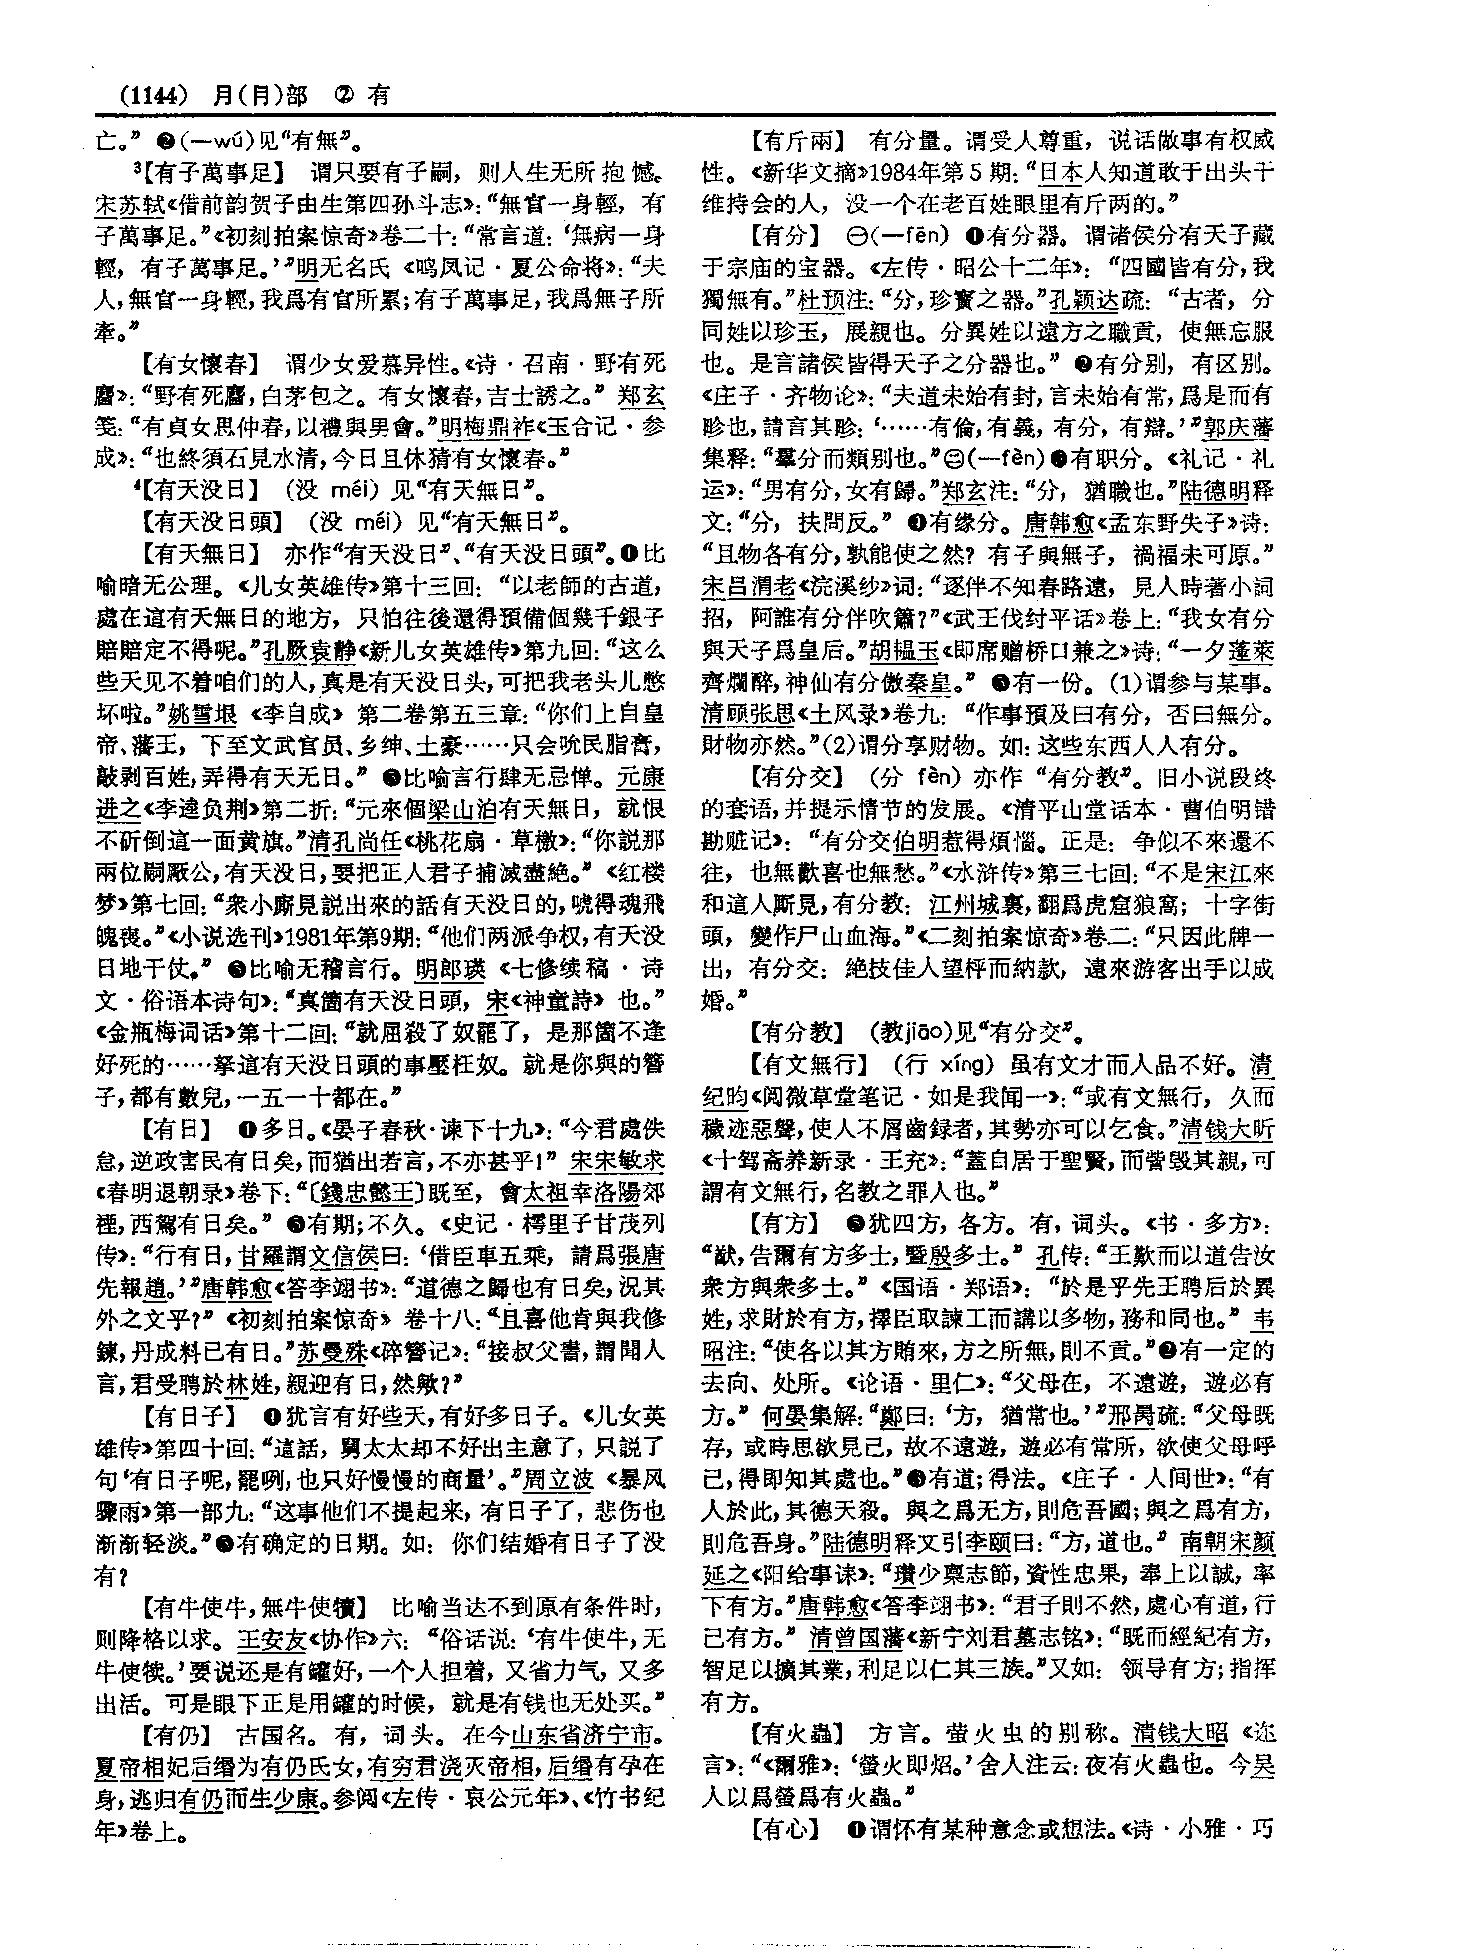 (1144) 月(⺝)部 ② 有
亡。” ❷(—wú)见“有無”。
³【有子萬事足】 谓只要有子嗣，则人生无所抱憾。
宋苏轼《借前韵贺子由生第四孙斗志》：“無官一身輕，有
子萬事足。”《初刻拍案惊奇》卷二十：“常言道：‘無病一身
輕，有子萬事足。’”明无名氏《鸣凤记·夏公命将》：“夫
人，無官一身輕，我爲有官所累；有子萬事足，我爲無子所
牽。”
【有女懷春】 谓少女爱慕异性。《诗·召南·野有死
麕》：“野有死麕，白茅包之。有女懷春，吉士誘之。”郑玄
笺：“有貞女思仲春，以禮與男會。”明梅鼎祚《玉合记·参
成》：“也終須石見水清，今日且休猜有女懷春。”
⁴【有天没日】 (没 méi) 见“有天無日”。
【有天没日頭】 (没 méi) 见“有天無日”。
【有天無日】 亦作“有天没日”、“有天没日頭”。❶比
喻暗无公理。《儿女英雄传》第十三回：“以老師的古道，
處在這有天無日的地方，只怕往後還得預備個幾千銀子
賠賠定不得呢。”孔厥袁静《新儿女英雄传》第九回：“这么
些天见不着咱们的人，真是有天没日头，可把我老头儿憋
坏啦。”姚雪垠《李自成》第二卷第五三章：“你们上自皇
帝、藩王，下至文武官员、乡绅、土豪……只会吮民脂膏，
敲剥百姓，弄得有天无日。” ❷比喻言行肆无忌惮。元康
进之《李逵负荆》第二折：“元來個梁山泊有天無日，就恨
不斫倒這一面黄旗。”清孔尚任《桃花扇·草檄》：“你説那
兩位嗣厰公，有天没日，要把正人君子捕滅盡絶。”《红楼
梦》第七回：“衆小廝見説出來的話有天没日的，唬得魂飛
魄喪。”《小说选刊》1981年第9期：“他们两派争权，有天没
日地干仗。” ❸比喻无稽言行。明郎瑛《七修续稿·诗
文·俗语本诗句》：“真箇有天没日頭，宋《神童詩》也。”
《金瓶梅词话》第十二回：“就屈殺了奴罷了，是那箇不逢
好死的……拏這有天没日頭的事壓枉奴。就是你與的簪
子，都有數兒，一五一十都在。”
【有日】 ❶多日。《晏子春秋·谏下十九》：“今君處佚
怠，逆政害民有日矣，而猶出若言，不亦甚乎！”宋宋敏求
《春明退朝录》卷下：“〔錢忠懿王〕既至，會太祖幸洛陽郊
禋，西駕有日矣。” ❷有期；不久。《史记·樗里子甘茂列
传》：“行有日，甘羅謂文信侯曰：‘借臣車五乘，請爲張唐
先報趙。’”唐韩愈《答李翊书》：“道德之歸也有日矣，況其
外之文乎？”《初刻拍案惊奇》卷十八：“且喜他肯與我修
鍊，丹成料已有日。”苏曼殊《碎簪记》：“接叔父書，謂聞人
言，君受聘於林姓，親迎有日，然歟？”
【有日子】 ❶犹言有好些天，有好多日子。《儿女英
雄传》第四十回：“這話，舅太太却不好出主意了，只説了
句‘有日子呢，罷咧，也只好慢慢的商量’。”周立波《暴风
骤雨》第一部九：“这事他们不提起来，有日子了，悲伤也
渐渐轻淡。”❷有确定的日期。如：你们结婚有日子了没
有？
【有牛使牛，無牛使犢】 比喻当达不到原有条件时，
则降格以求。王安友《协作》六：“俗话说：‘有牛使牛，无
牛使犊。’要说还是有罐好，一个人担着，又省力气，又多
出活。可是眼下正是用罐的时候，就是有钱也无处买。”
【有仍】 古国名。有，词头。在今山东省济宁市。
夏帝相妃后缗为有仍氏女，有穷君浇灭帝相，后缗有孕在
身，逃归有仍而生少康。参阅《左传·哀公元年》、《竹书纪
年》卷上。
【有斤兩】 有分量。谓受人尊重，说话做事有权威
性。《新华文摘》1984年第5期：“日本人知道敢于出头干
维持会的人，没一个在老百姓眼里有斤两的。”
【有分】 ㊀(—fēn) ❶有分器。谓诸侯分有天子藏
于宗庙的宝器。《左传·昭公十二年》：“四國皆有分，我
獨無有。”杜预注：“分，珍寶之器。”孔颖达疏：“古者，分
同姓以珍玉，展親也。分異姓以遠方之職貢，使無忘服
也。是言諸侯皆得天子之分器也。” ❷有分别，有区别。
《庄子·齐物论》：“夫道未始有封，言未始有常，爲是而有
畛也，請言其畛：‘……有倫，有義，有分，有辯。’”郭庆藩
集释：“羣分而類别也。”㊁(—fèn)❶有职分。《礼记·礼
运》：“男有分，女有歸。”郑玄注：“分，猶職也。”陆德明释
文：“分，扶問反。” ❷有缘分。唐韩愈《孟东野失子》诗：
“且物各有分，孰能使之然？有子與無子，禍福未可原。”
宋吕渭老《浣溪纱》词：“逐伴不知春路遠，見人時著小詞
招，阿誰有分伴吹簫？”《武王伐纣平话》卷上：“我女有分
與天子爲皇后。”胡韫玉《即席赠桥口兼之》诗：“一夕蓬萊
齊爛醉，神仙有分傲秦皇。” ❸有一份。(1)谓参与某事。
清顾张思《土风录》卷九：“作事預及曰有分，否曰無分。
財物亦然。”(2)谓分享财物。如：这些东西人人有分。
【有分交】 (分 fèn) 亦作“有分教”。旧小说段终
的套语，并提示情节的发展。《清平山堂话本·曹伯明错
勘赃记》：“有分交伯明惹得煩惱。正是：争似不來還不
往，也無歡喜也無愁。”《水浒传》第三七回：“不是宋江來
和這人廝見，有分教：江州城裏，翻爲虎窟狼窩；十字街
頭，變作尸山血海。”《二刻拍案惊奇》卷二：“只因此牌一
出，有分交：絶技佳人望枰而納款，遠來游客出手以成
婚。”
【有分教】 (教jiāo)见“有分交”。
【有文無行】 (行 xíng) 虽有文才而人品不好。清
纪昀《阅微草堂笔记·如是我闻一》：“或有文無行，久而
穢迹惡聲，使人不屑齒録者，其勢亦可以乞食。”清钱大昕
《十驾斋养新录·王充》：“蓋自居于聖賢，而訾毁其親，可
謂有文無行，名教之罪人也。”
【有方】 ❶犹四方，各方。有，词头。《书·多方》：
“猷，告爾有方多士，暨殷多士。” 孔传：“王歎而以道告汝
衆方與衆多士。”《国语·郑语》：“於是乎先王聘后於異
姓，求財於有方，擇臣取諫工而講以多物，務和同也。” 韦
昭注：“使各以其方賄來，方之所無，則不貢。”❷有一定的
去向、处所。《论语·里仁》：“父母在，不遠遊，遊必有
方。” 何晏集解：“鄭曰：‘方，猶常也。’”邢昺疏：“父母既
存，或時思欲見己，故不遠遊，遊必有常所，欲使父母呼
已，得即知其處也。”❸有道；得法。《庄子·人间世》：“有
人於此，其德天殺。與之爲无方，則危吾國；與之爲有方，
則危吾身。”陆德明释文引李颐曰：“方，道也。” 南朝宋颜
延之《阳给事诔》：“瓚少稟志節，資性忠果，奉上以誠，率
下有方。”唐韩愈《答李翊书》：“君子則不然，處心有道，行
己有方。” 清曾国藩《新宁刘君墓志铭》：“既而經紀有方，
智足以擴其業，利足以仁其三族。”又如：领导有方；指挥
有方。
【有火蟲】 方言。萤火虫的别称。清钱大昭《迩
言》：“《爾雅》：‘螢火即炤。’舍人注云：夜有火蟲也。今吴
人以爲螢爲有火蟲。”
【有心】 ❶谓怀有某种意念或想法。《诗·小雅·巧